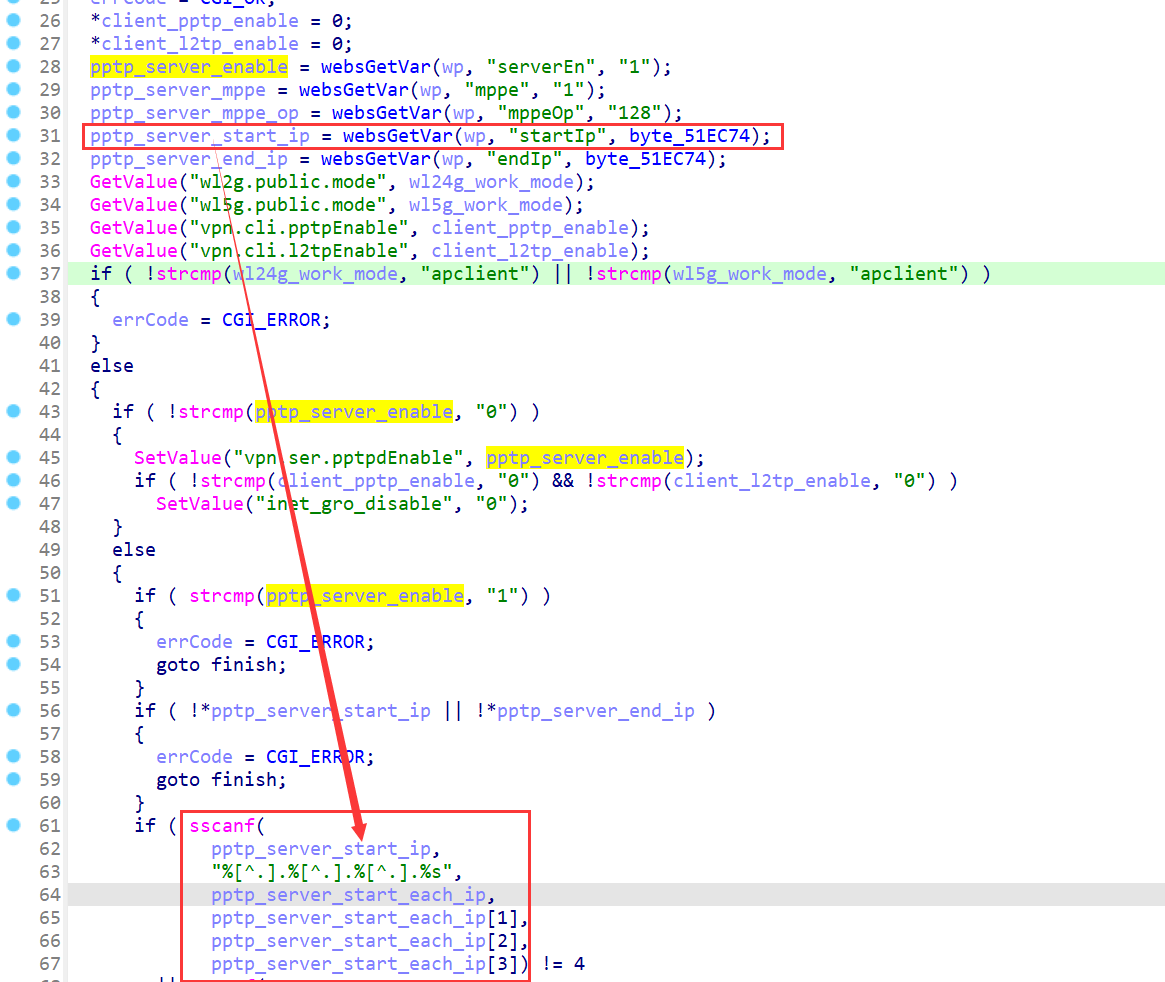 25 errCode = CGI_OK;
26 *client_pptp_enable = 0;
27 *client_l2tp_enable = 0;
28 pptp_server_enable = websGetVar(wp, "serverEn", "1");
29 pptp_server_mppe = websGetVar(wp, "mppe", "1");
30 pptp_server_mppe_op = websGetVar(wp, "mppeOp", "128");
31 pptp_server_start_ip = websGetVar(wp, "startIp", byte_51EC74);
32 pptp_server_end_ip = websGetVar(wp, "endIp", byte_51EC74);
33 GetValue("wl2g.public.mode", wl24g_work_mode);
34 GetValue("wl5g.public.mode", wl5g_work_mode);
35 GetValue("vpn.cli.pptpEnable", client_pptp_enable);
36 GetValue("vpn.cli.l2tpEnable", client_l2tp_enable);
37 if ( !strcmp(wl24g_work_mode, "apclient") || !strcmp(wl5g_work_mode, "apclient") )
38 {
39 errCode = CGI_ERROR;
40 }
41 else
42 {
43 if ( !strcmp(pptp_server_enable, "0") )
44 {
45 SetValue("vpn.ser.pptpdEnable", pptp_server_enable);
46 if ( !strcmp(client_pptp_enable, "0") && !strcmp(client_l2tp_enable, "0") )
47 SetValue("inet_gro_disable", "0");
48 }
49 else
50 {
51 if ( strcmp(pptp_server_enable, "1") )
52 {
53 errCode = CGI_ERROR;
54 goto finish;
55 }
56 if ( !*pptp_server_start_ip || !*pptp_server_end_ip )
57 {
58 errCode = CGI_ERROR;
59 goto finish;
60 }
61 if ( sscanf(
62 pptp_server_start_ip,
63 "%[^.].%[^.].%[^.].%s",
64 pptp_server_start_each_ip,
65 pptp_server_start_each_ip[1],
66 pptp_server_start_each_ip[2],
67 pptp_server_start_each_ip[3]) != 4